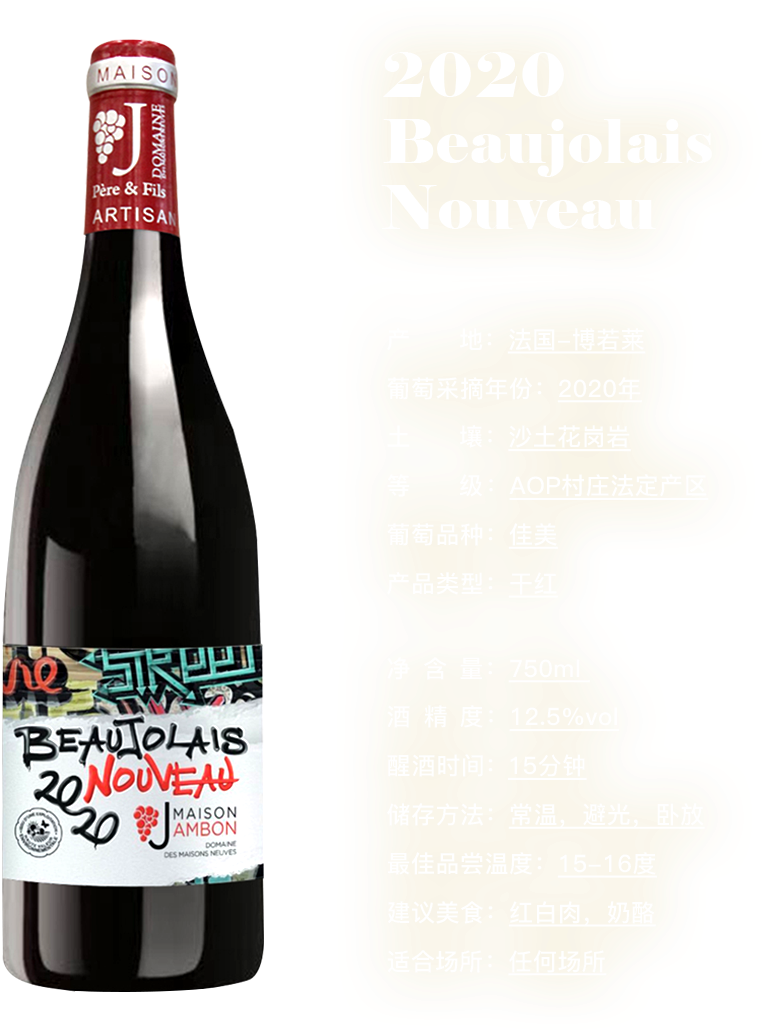 MAISON
J
DOMAINE
Père & Fils
ARTISAN
STREET
BEAUJOLAIS
NOUVEAU
2020
J MAISON
AMBON
DOMAINE
DES MAISONS NEUVES
2020
Beaujolais
Nouveau
产 地：法国-博若莱
葡萄采摘年份：2020年
土 壤：沙土花岗岩
等 级：AOP村庄法定产区
葡萄品种：佳美
产品类型：干红
净 含 量：750ml
酒 精 度：12.5%vol
醒酒时间：15分钟
储存方法：常温，避光，卧放
最佳品尝温度：15-16度
建议美食：红白肉，奶酪
适合场所：任何场所